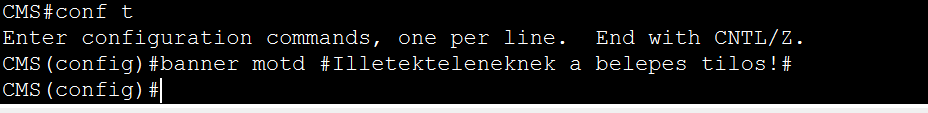 CMS#conf t
Enter configuration commands, one per line.  End with CNTL/Z.
CMS(config)#banner motd #Illetekteleneknek a belepes tilos!#
CMS(config)#